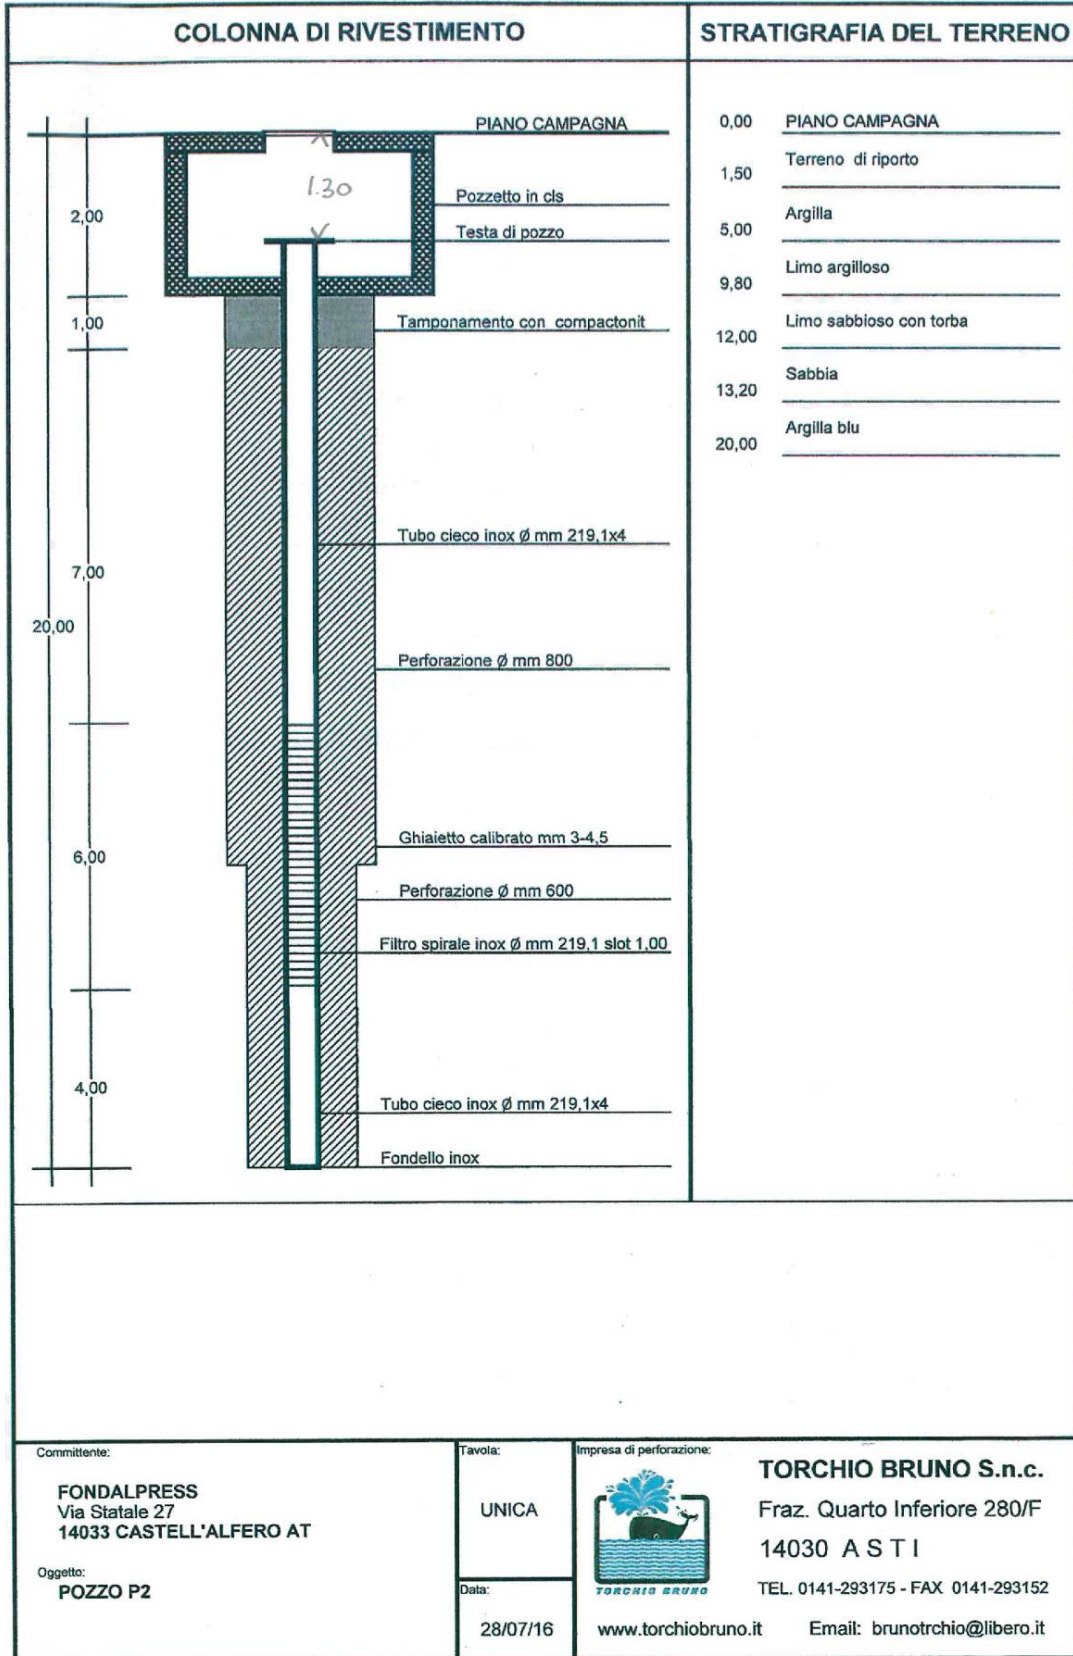 COLONNA DI RIVESTIMENTO
STRATIGRAFIA DEL TERRENO
PIANO CAMPAGNA
1.30
2,00
Pozzetto in cls
Testa di pozzo
1,00
Tamponamento con compactonit
Tubo cieco inox Ø mm 219,1x4
7,00
20,00
Perforazione Ø mm 800
Ghiaietto calibrato mm 3-4,5
6,00
Perforazione Ø mm 600
Filtro spirale inox Ø mm 219,1 slot 1,00
4,00
Tubo cieco inox Ø mm 219,1x4
Fondello inox
0,00 PIANO CAMPAGNA
Terreno di riporto
1,50
Argilla
5,00
Limo argilloso
9,80
Limo sabbioso con torba
12,00
Sabbia
13,20
Argilla blu
20,00
Committente:
FONDALPRESS
Via Statale 27
14033 CASTELL'ALFERO AT
Oggetto:
POZZO P2
Tavola:
UNICA
Data:
28/07/16
Impresa di perforazione:
TORCHIO BRUNO
TORCHIO BRUNO S.n.c.
Fraz. Quarto Inferiore 280/F
14030 A S T I
TEL. 0141-293175 - FAX 0141-293152
www.torchiobruno.it Email: brunotrchio@libero.it